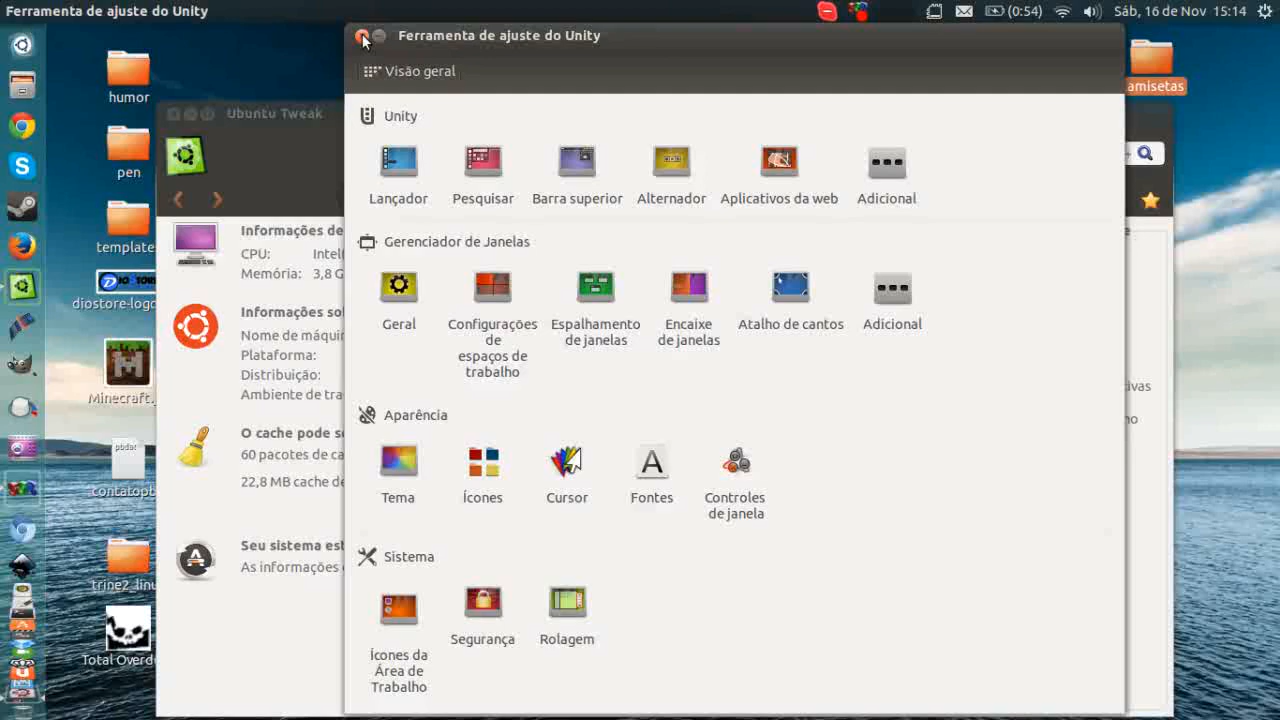 Ferramenta de ajuste do Unity
(0:54)
Sáb, 16 de Nov 15:14
humor
pen
template
diostore-logo
Minecraft.
pbdat
contatopb
trine2_linu
Total Overd
amisetas
Ubuntu Tweak
Informações de
CPU: Intel(
Memória: 3,8 G
Informações so
Nome de máquin
Plataforma:
Distribuição:
Ambiente de tra
O cache pode se
60 pacotes de ca
22,8 MB cache de
Seu sistema est
As informações
ivas
Ferramenta de ajuste do Unity
Visão geral
Unity
Lançador
Pesquisar
Barra superior
Alternador
Aplicativos da web
Adicional
Gerenciador de Janelas
Geral
Configurações
de
espaços de
trabalho
Espalhamento
de janelas
Encaixe
de janelas
Atalho de cantos
Adicional
Aparência
Tema
Ícones
Cursor
Fontes
Controles
de janela
Sistema
Ícones da
Área de
Trabalho
Segurança
Rolagem